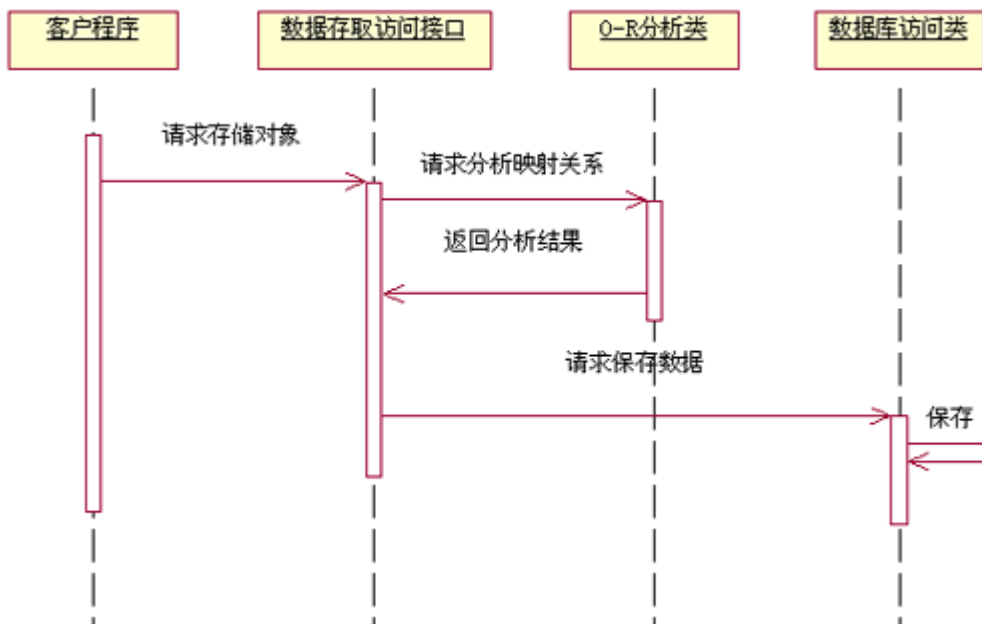 客户程序
数据存取访问接口
O-R分析类
数据库访问类
请求存储对象
请求分析映射关系
返回分析结果
请求保存数据
保存